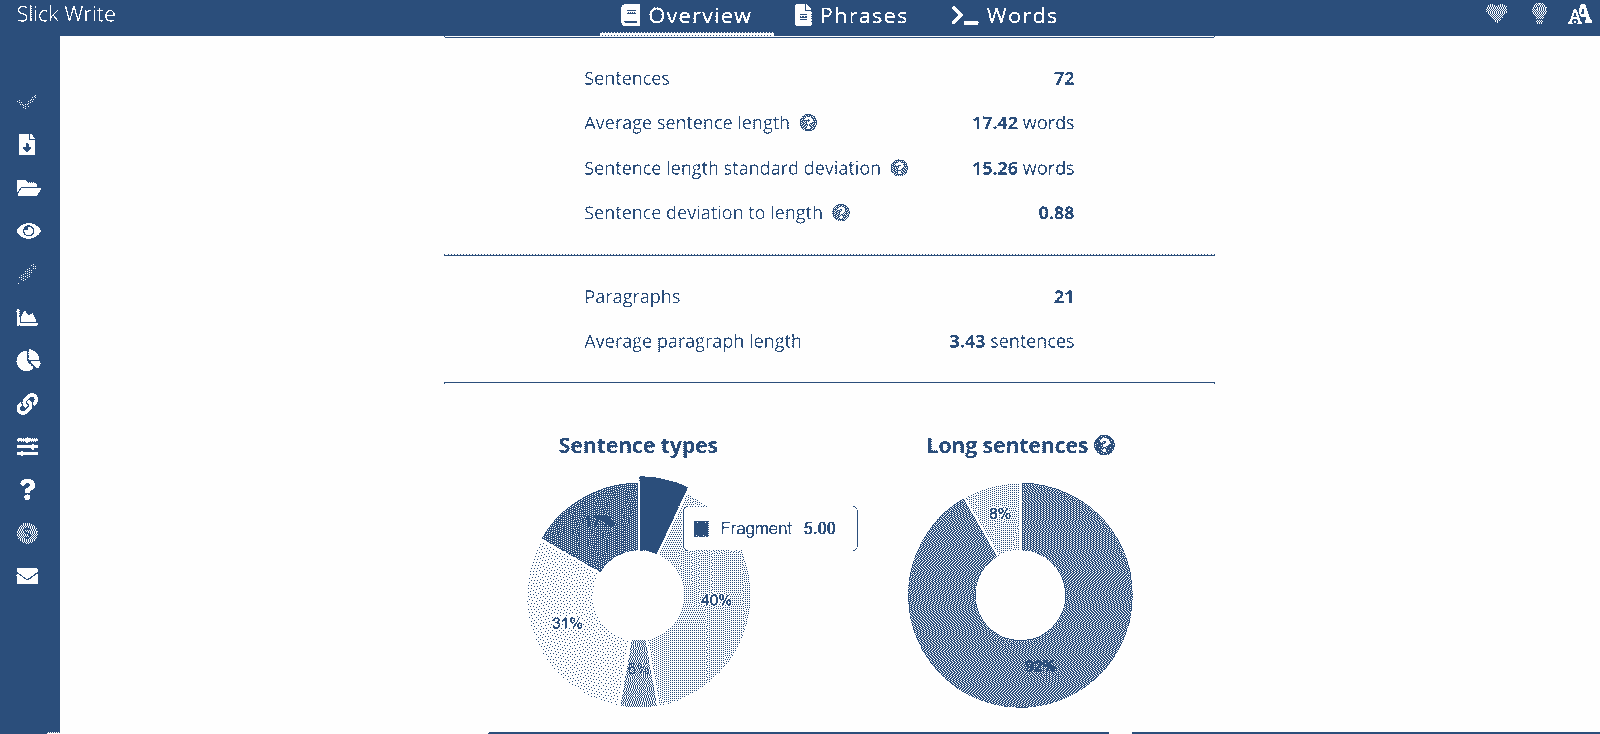 Slick Write
Overview Phrases Words
Sentences 72
Average sentence length 17.42 words
Sentence length standard deviation 15.26 words
Sentence deviation to length 0.88
Paragraphs 21
Average paragraph length 3.43 sentences
Sentence types
Long sentences
Fragment 5.00
8%
40%
31%
92%